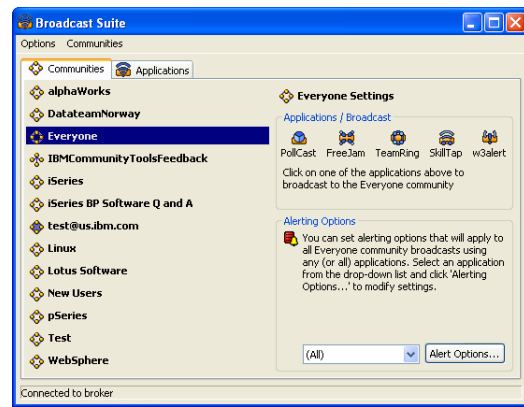 Broadcast Suite
Options Communities
Communities Applications
alphaWorks
DatateamNorway
Everyone
IBMCommunityToolsFeedback
iSeries
iSeries BP Software Q and A
test@us.ibm.com
Linux
Lotus Software
New Users
pSeries
Test
WebSphere
Everyone Settings
Applications / Broadcast
PollCast FreeJam TeamRing SkillTap w3alert
Click on one of the applications above to
broadcast to the Everyone community
Alerting Options
You can set alerting options that will apply to
all Everyone community broadcasts using
any (or all) applications. Select an application
from the drop-down list and click 'Alerting
Options...' to modify settings.
(All) Alert Options...
Connected to broker